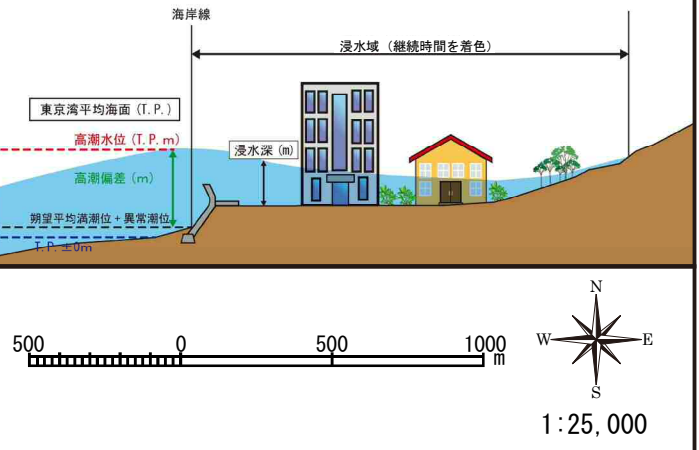 海岸線
浸水域（継続時間を着色）
東京湾平均海面（T.P.）
高潮水位（T.P. m）
浸水深（m）
高潮偏差（m）
朔望平均満潮位＋異常潮位
T.P. ±0m
500 0 500 1000 m
N
W E
S
1:25,000